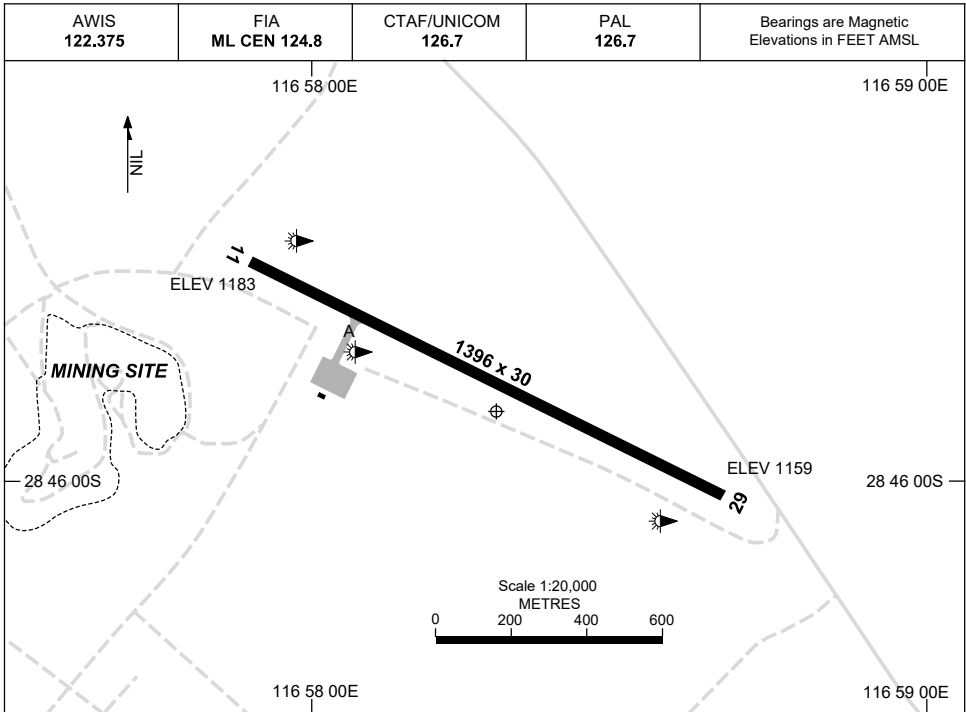 AWIS
122.375
FIA
ML CEN 124.8
CTAF/UNICOM
126.7
PAL
126.7
Bearings are Magnetic
Elevations in FEET AMSL
116 58 00E
116 59 00E
NIL
11
ELEV 1183
A
MINING SITE
1396 x 30
ELEV 1159
28 46 00S
28 46 00S
29
Scale 1:20,000
METRES
0 200 400 600
116 58 00E
116 59 00E